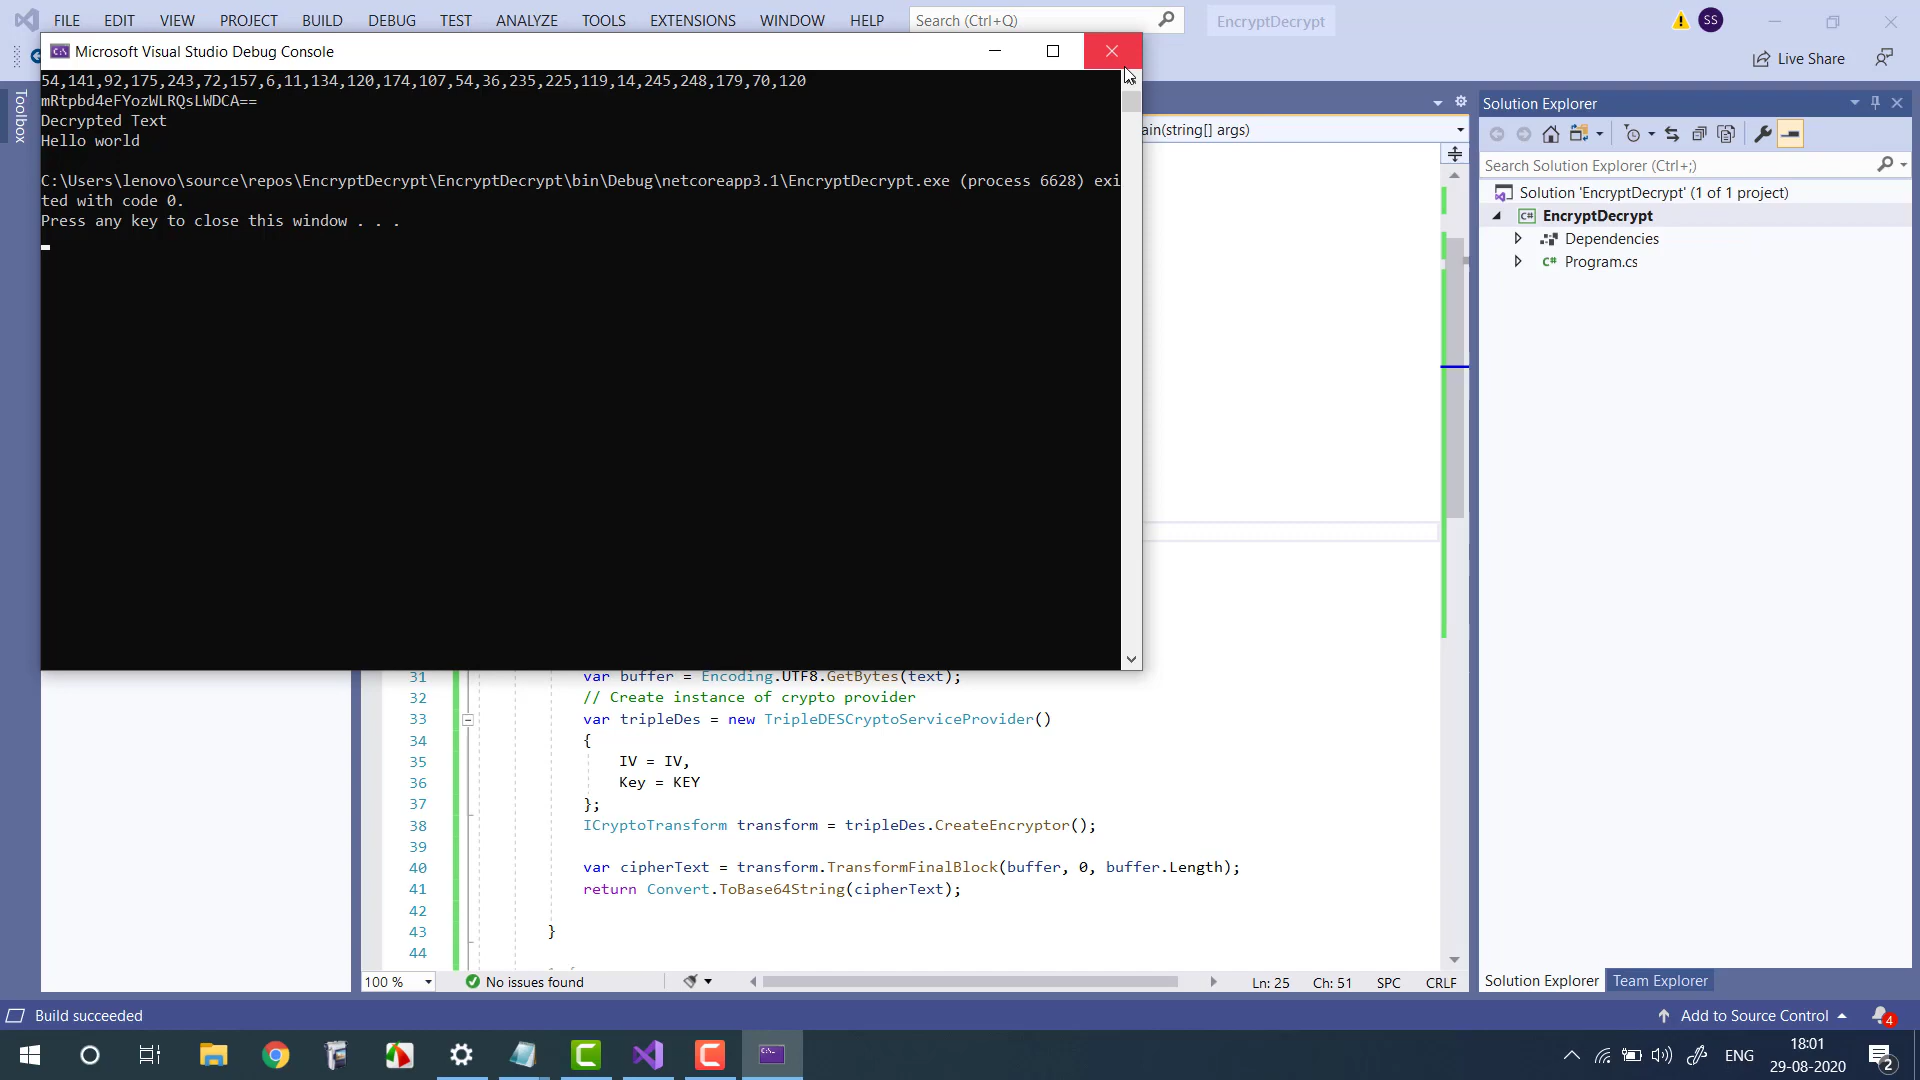 FILE EDIT VIEW PROJECT BUILD DEBUG TEST ANALYZE TOOLS EXTENSIONS WINDOW HELP Search (Ctrl+Q) EncryptDecrypt SS
Live Share
Microsoft Visual Studio Debug Console
54,141,92,175,243,72,157,6,11,134,120,174,107,54,36,235,225,119,14,245,248,179,70,120
mRtpbd4eFYozWLRQsLWDCA==
Decrypted Text
Hello world
C:\Users\lenovo\source\repos\EncryptDecrypt\EncryptDecrypt\bin\Debug\netcoreapp3.1\EncryptDecrypt.exe (process 6628) exi
ted with code 0.
Press any key to close this window . . .
Toolbox
ain(string[] args)
Solution Explorer
Search Solution Explorer (Ctrl+;)
Solution 'EncryptDecrypt' (1 of 1 project)
C# EncryptDecrypt
Dependencies
C# Program.cs
31 var buffer = Encoding.UTF8.GetBytes(text);
32 // Create instance of crypto provider
33 var tripleDes = new TripleDESCryptoServiceProvider()
34 {
35 IV = IV,
36 Key = KEY
37 };
38 ICryptoTransform transform = tripleDes.CreateEncryptor();
39
40 var cipherText = transform.TransformFinalBlock(buffer, 0, buffer.Length);
41 return Convert.ToBase64String(cipherText);
42
43 }
44
100 % No issues found Ln: 25 Ch: 51 SPC CRLF
Solution Explorer Team Explorer
Build succeeded Add to Source Control 4
ENG 18:01
29-08-2020 2